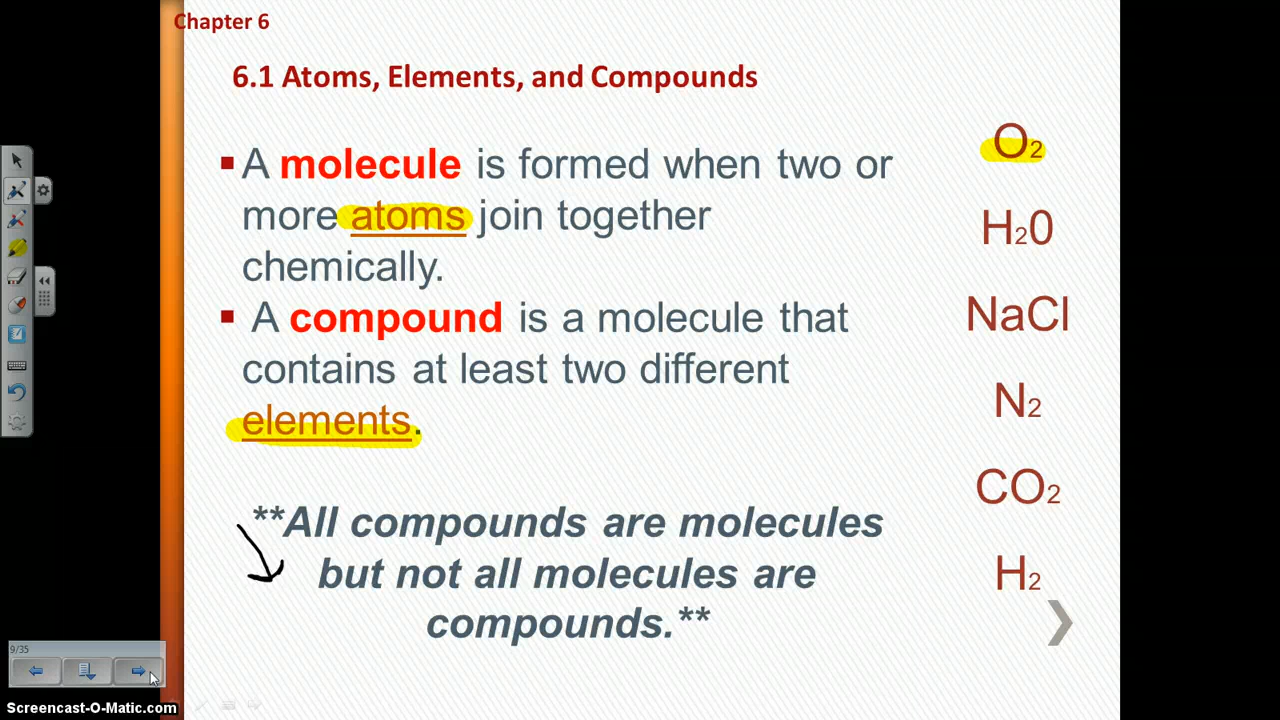 Chapter 6
6.1 Atoms, Elements, and Compounds
▪ A molecule is formed when two or
more atoms join together
chemically.
▪ A compound is a molecule that
contains at least two different
elements.
**All compounds are molecules
but not all molecules are
compounds.**
O₂
H₂0
NaCl
N₂
CO₂
H₂
9/35
Screencast-O-Matic.com